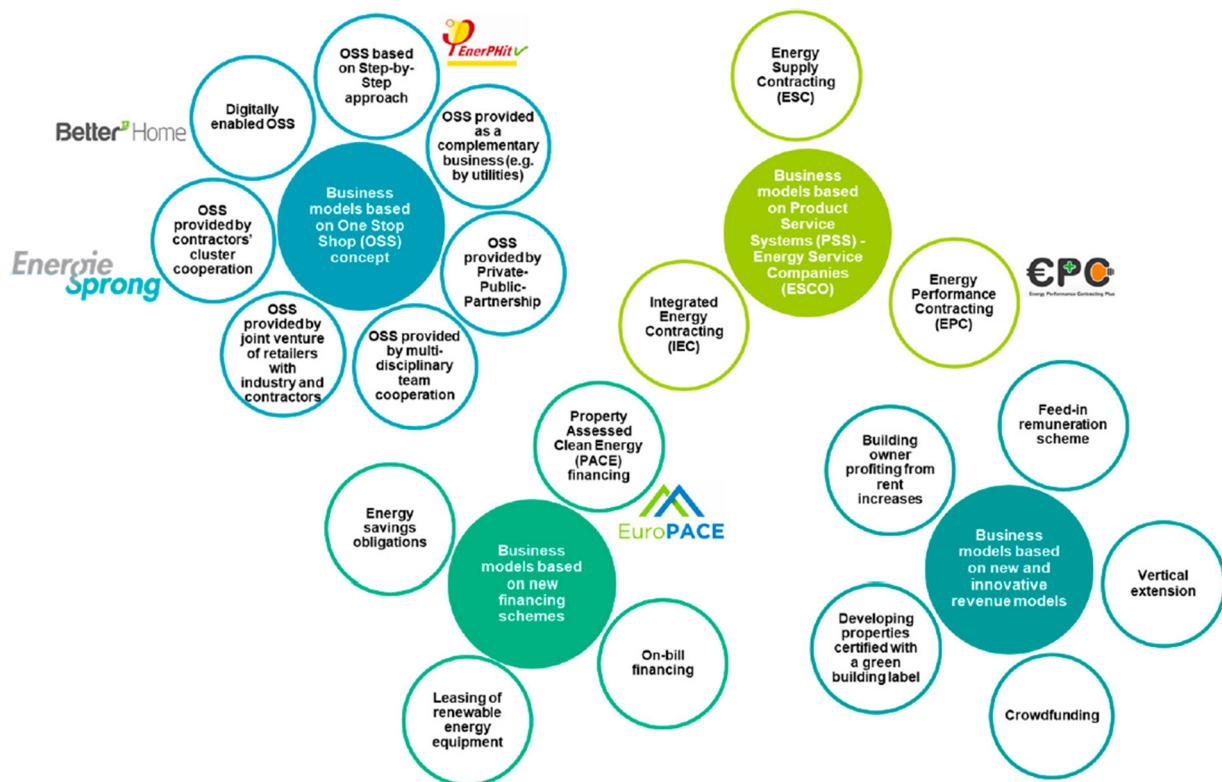 OSS based
on Step-by-
Step
approach
EnerPHit
Digitally
enabled OSS
Better Home
OSS provided
as a
complementary
business (e.g.
by utilities)
Business
models based
on One Stop
Shop (OSS)
concept
OSS
provided by
contractors'
cluster
cooperation
Energie
Sprong
OSS
provided by
Private-
Public-
Partnership
OSS
provided by
joint venture
of retailers
with
industry and
contractors
OSS provided
by multi-
disciplinary
team
cooperation
Energy
Supply
Contracting
(ESC)
Business
models based
on Product
Service
Systems (PSS) -
Energy Service
Companies
(ESCO)
Integrated
Energy
Contracting
(IEC)
Energy
Performance
Contracting
(EPC)
€PC
Energy Performance Contracting Plus
Property
Assessed
Clean Energy
(PACE)
financing
EuroPACE
Energy
savings
obligations
Business
models based
on new
financing
schemes
On-bill
financing
Leasing of
renewable
energy
equipment
Feed-in
remuneration
scheme
Building
owner
profiting from
rent
increases
Business
models based
on new and
innovative
revenue models
Vertical
extension
Developing
properties
certified with
a green
building label
Crowdfunding